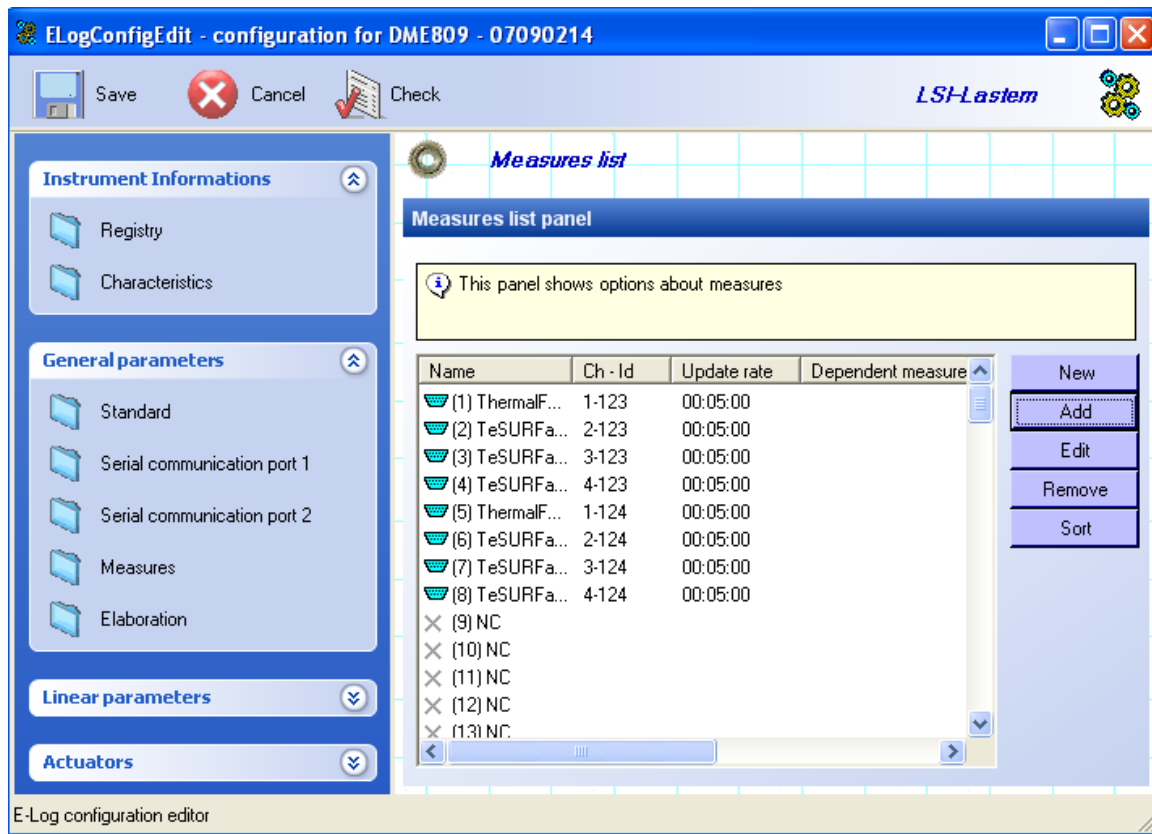 ELogConfigEdit - configuration for DME809 - 07090214
Save Cancel Check LSI-Lastem
Instrument Informations
Registry
Characteristics
General parameters
Standard
Serial communication port 1
Serial communication port 2
Measures
Elaboration
Linear parameters
Actuators
Measures list
Measures list panel
This panel shows options about measures
Name Ch - Id Update rate Dependent measure
(1) ThermalF... 1-123 00:05:00
(2) TeSURFa... 2-123 00:05:00
(3) TeSURFa... 3-123 00:05:00
(4) TeSURFa... 4-123 00:05:00
(5) ThermalF... 1-124 00:05:00
(6) TeSURFa... 2-124 00:05:00
(7) TeSURFa... 3-124 00:05:00
(8) TeSURFa... 4-124 00:05:00
(9) NC
(10) NC
(11) NC
(12) NC
(13) NC
New
Add
Edit
Remove
Sort
E-Log configuration editor